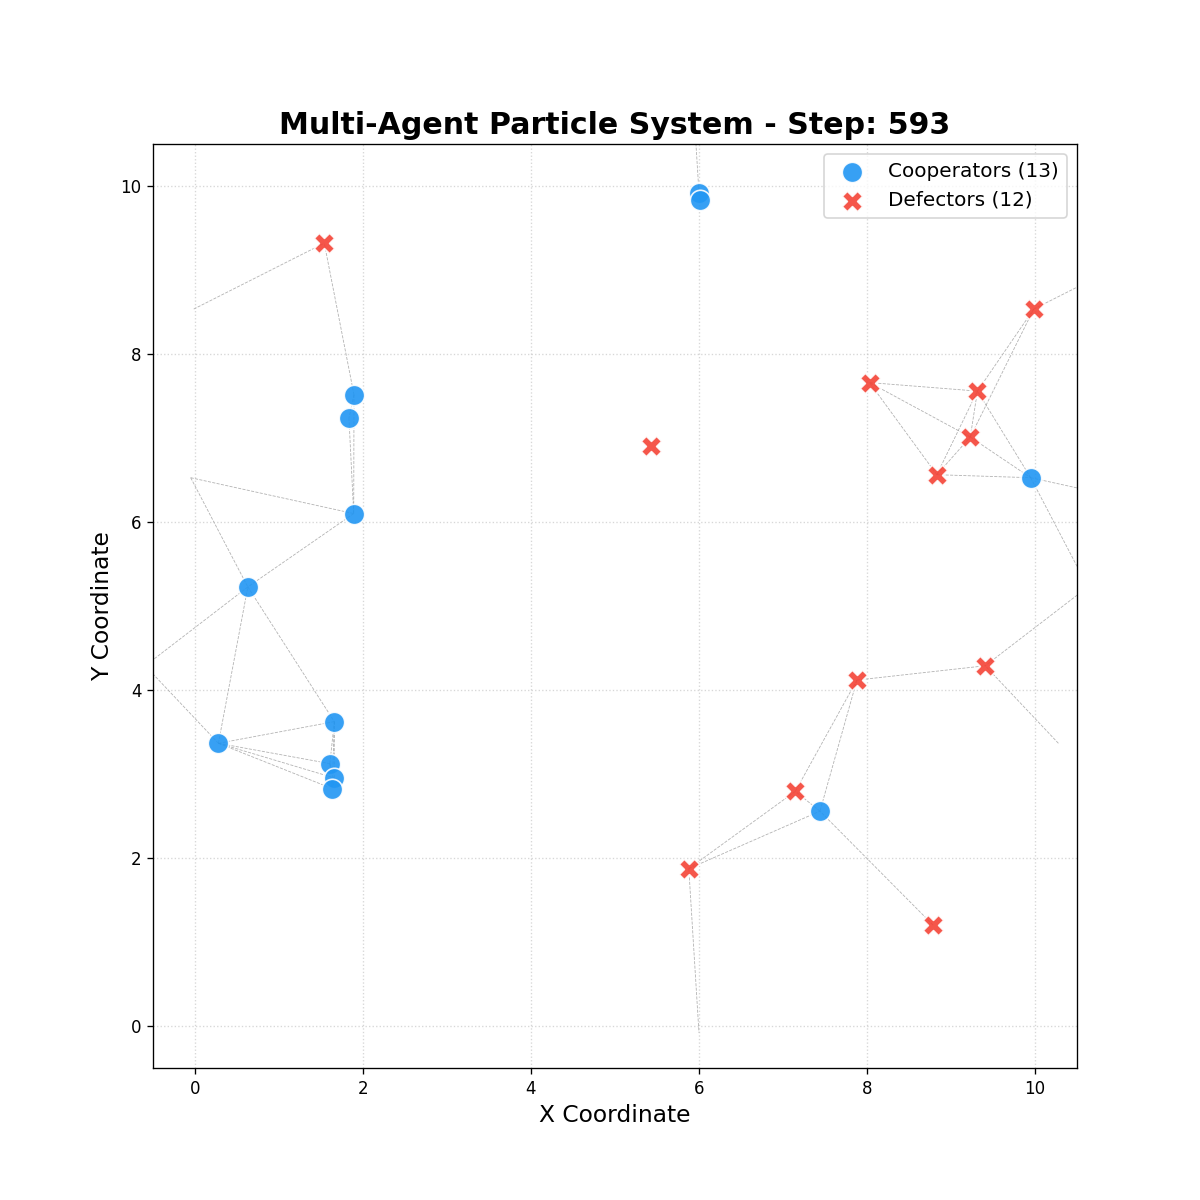 Multi-Agent Particle System - Step: 593
Cooperators (13)
Defectors (12)
10
8
6
4
2
0
Y Coordinate
0 2 4 6 8 10
X Coordinate